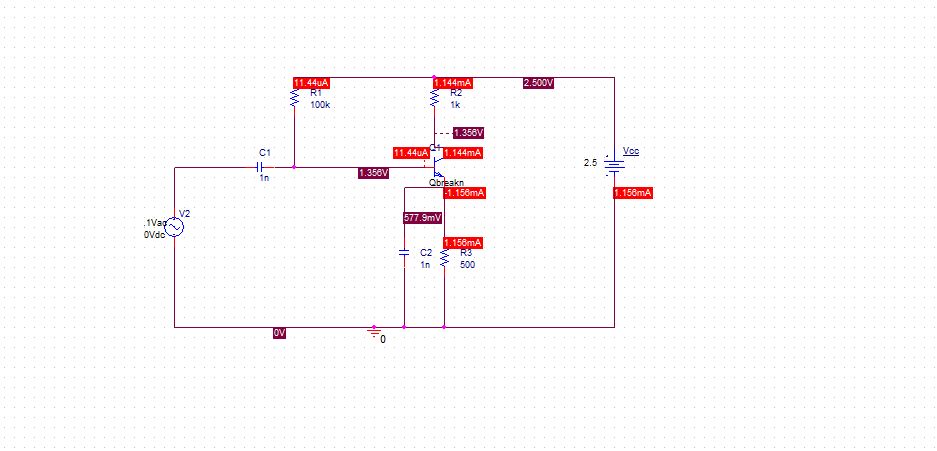 11.44uA
1.144mA
2.500V
R1
100k
R2
1k
1.356V
Q1
C1
11.44uA
1.144mA
Vcc
2.5
1.356V
1n
Qbreakn
-1.156mA
1.156mA
V2
577.9mV
.1Vac
0Vdc
1.156mA
C2
R3
1n
500
0V
0